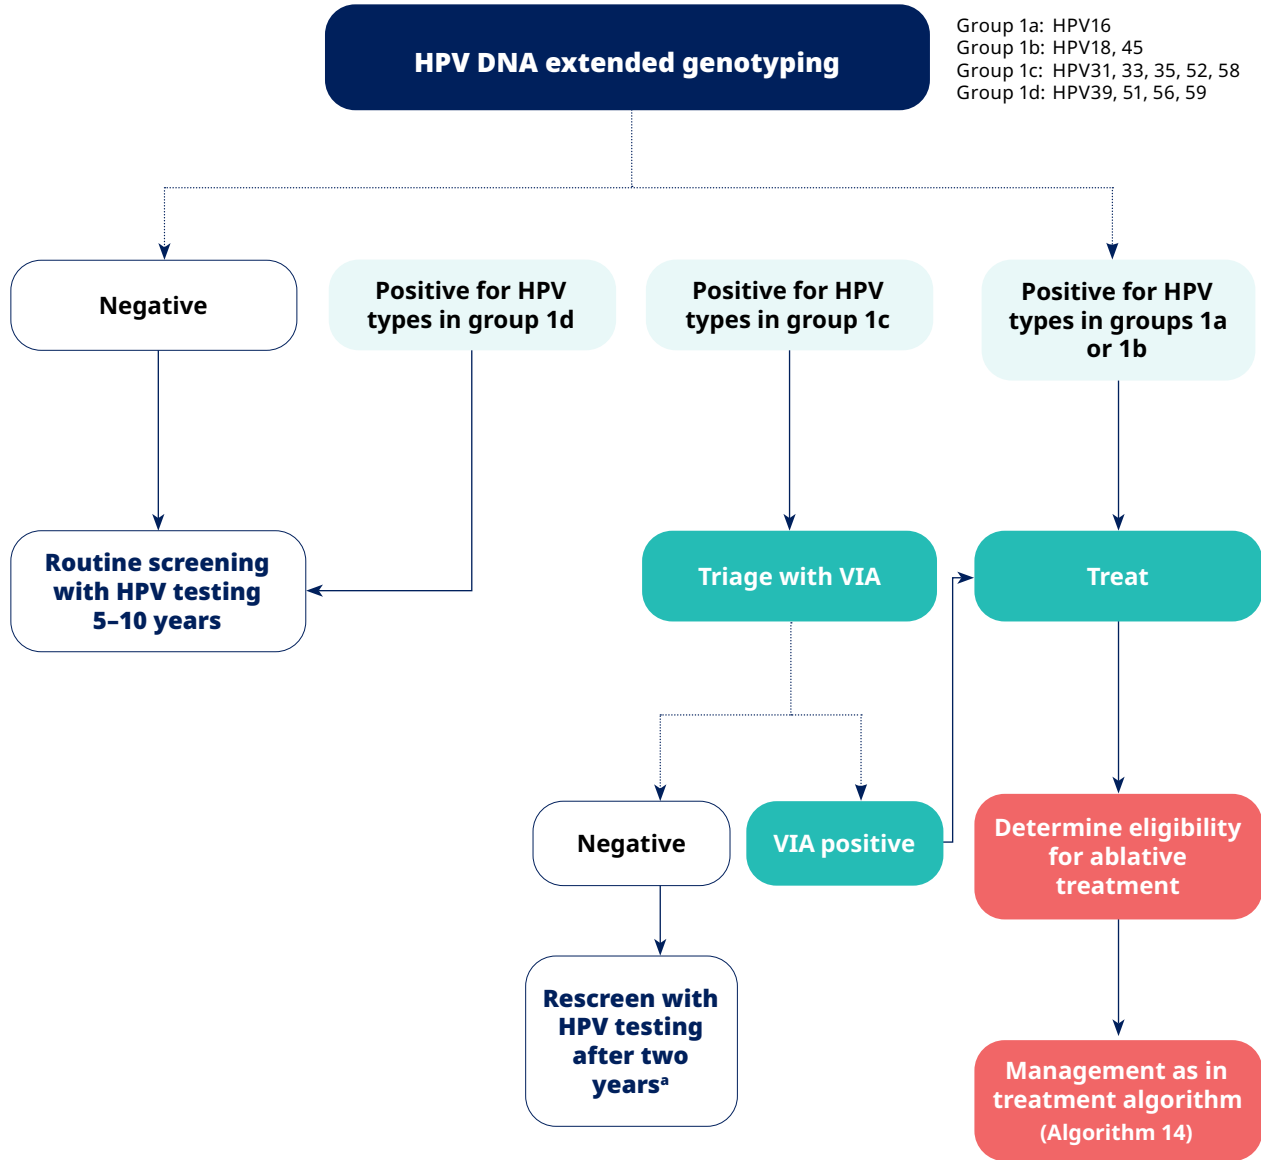 HPV DNA extended genotyping
Group 1a: HPV16
Group 1b: HPV18, 45
Group 1c: HPV31, 33, 35, 52, 58
Group 1d: HPV39, 51, 56, 59
Negative
Positive for HPV
types in group 1d
Positive for HPV
types in group 1c
Positive for HPV
types in groups 1a
or 1b
Routine screening
with HPV testing
5–10 years
Triage with VIA
Treat
Negative
VIA positive
Determine eligibility
for ablative
treatment
Rescreen with
HPV testing
after two
yearsᵃ
Management as in
treatment algorithm
(Algorithm 14)